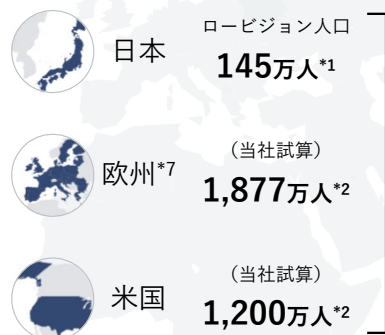 ロービジョン人口
日本
145万人*1
(当社試算)
欧州*7
1,877万人*2
(当社試算)
米国
1,200万人*2